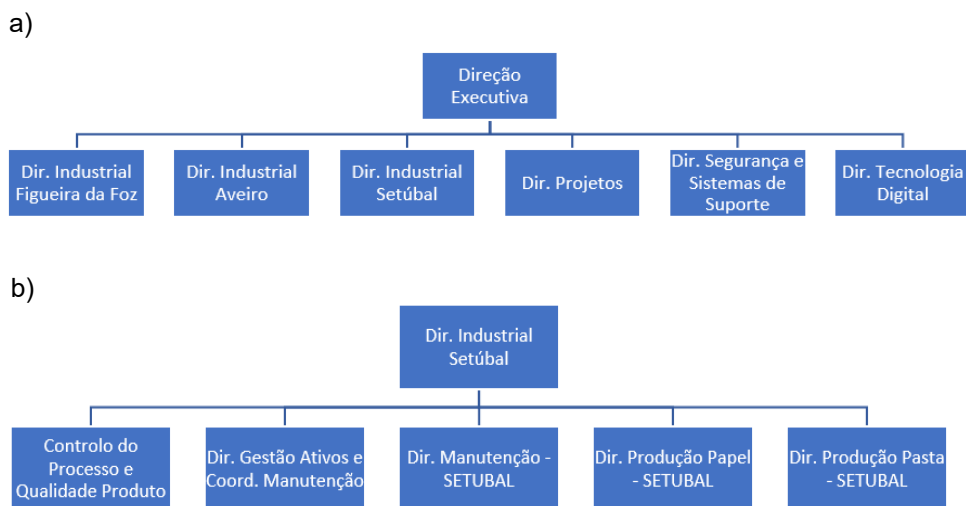 a)
Direção
Executiva
Dir. Industrial
Figueira da Foz
Dir. Industrial
Aveiro
Dir. Industrial
Setúbal
Dir. Projetos
Dir. Segurança e
Sistemas de
Suporte
Dir. Tecnologia
Digital
b)
Dir. Industrial
Setúbal
Controlo do
Processo e
Qualidade Produto
Dir. Gestão Ativos e
Coord. Manutenção
Dir. Manutenção -
SETUBAL
Dir. Produção Papel
- SETUBAL
Dir. Produção Pasta
- SETUBAL